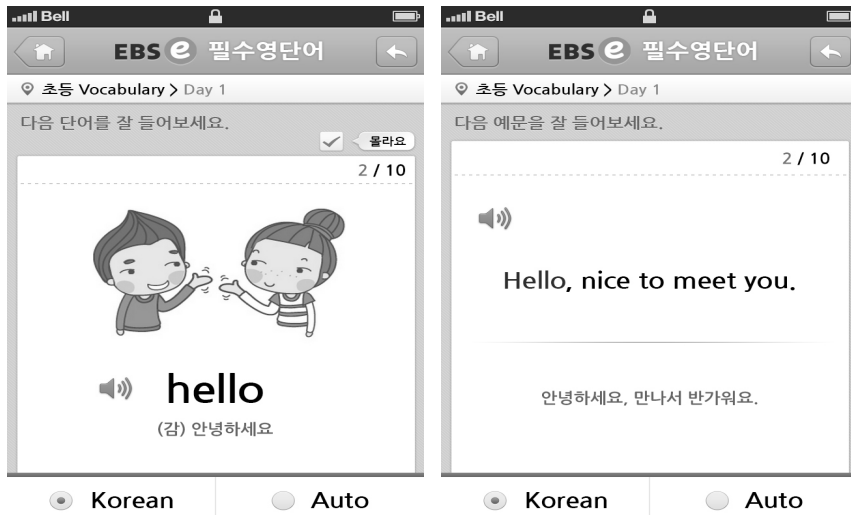 Bell
EBS e 필수영단어
초등 Vocabulary > Day 1
다음 단어를 잘 들어보세요.
몰라요
2 / 10
hello
(감) 안녕하세요
Korean
Auto
Bell
EBS e 필수영단어
초등 Vocabulary > Day 1
다음 예문을 잘 들어보세요.
2 / 10
Hello, nice to meet you.
안녕하세요, 만나서 반가워요.
Korean
Auto